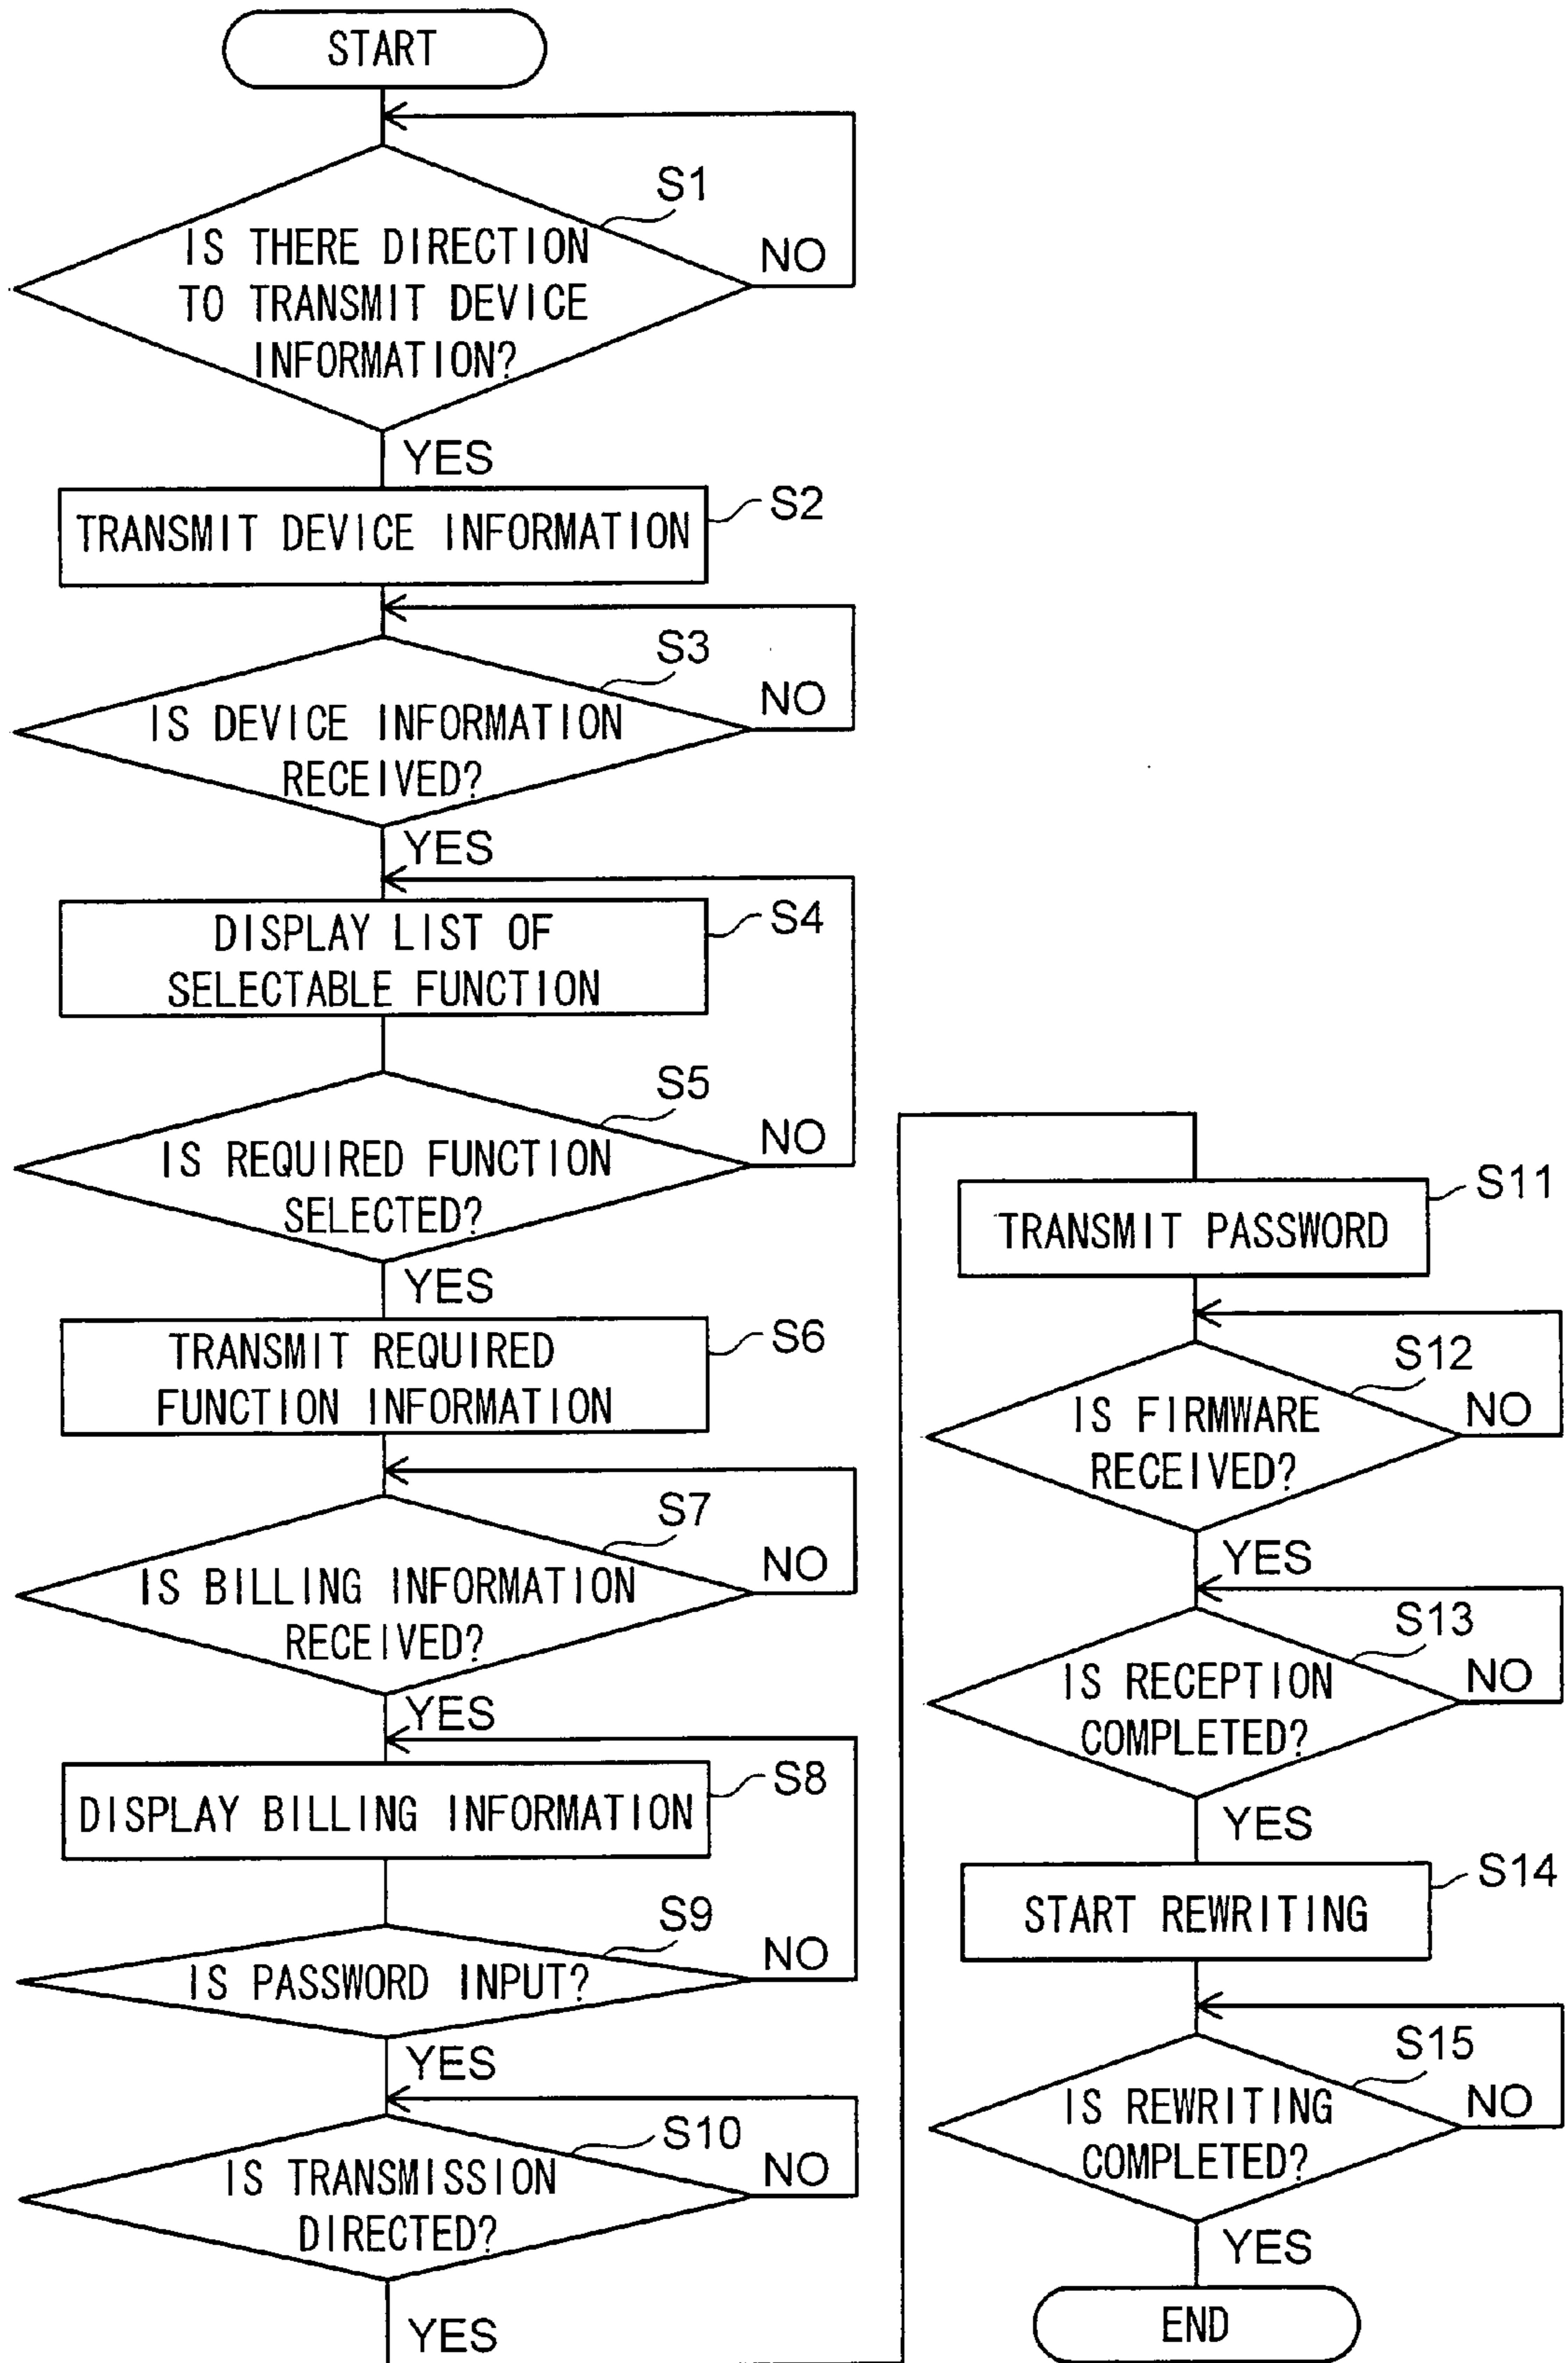 START
S1
IS THERE DIRECTION
TO TRANSMIT DEVICE
INFORMATION?
NO
YES
TRANSMIT DEVICE INFORMATION
S2
S3
IS DEVICE INFORMATION
RECEIVED?
NO
YES
DISPLAY LIST OF
SELECTABLE FUNCTION
S4
S5
IS REQUIRED FUNCTION
SELECTED?
NO
YES
TRANSMIT REQUIRED
FUNCTION INFORMATION
S6
S7
IS BILLING INFORMATION
RECEIVED?
NO
YES
DISPLAY BILLING INFORMATION
S8
S9
IS PASSWORD INPUT?
NO
YES
S10
IS TRANSMISSION
DIRECTED?
NO
YES
TRANSMIT PASSWORD
S11
S12
IS FIRMWARE
RECEIVED?
NO
YES
S13
IS RECEPTION
COMPLETED?
NO
YES
START REWRITING
S14
S15
IS REWRITING
COMPLETED?
NO
YES
END